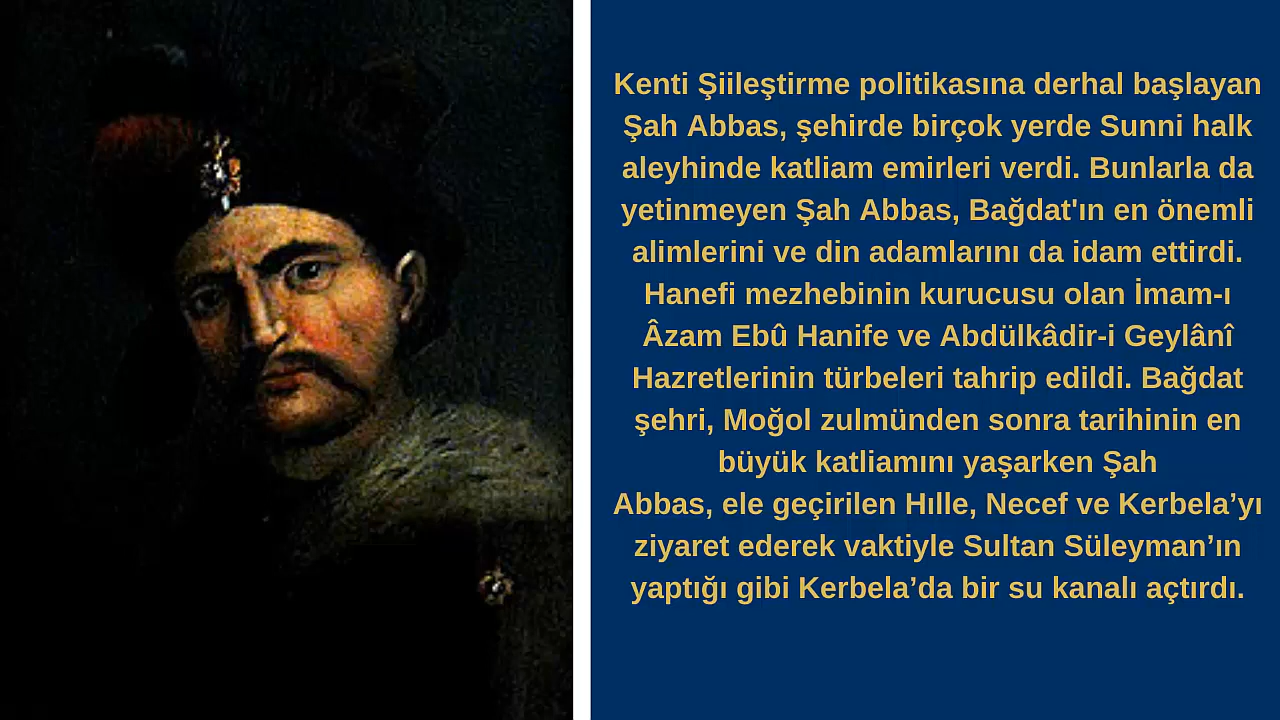 Kenti Şiileştirme politikasına derhal başlayan
Şah Abbas, şehirde birçok yerde Sunni halk
aleyhinde katliam emirleri verdi. Bunlarla da
yetinmeyen Şah Abbas, Bağdat'ın en önemli
alimlerini ve din adamlarını da idam ettirdi.
Hanefi mezhebinin kurucusu olan İmam-ı
Âzam Ebû Hanife ve Abdülkâdir-i Geylânî
Hazretlerinin türbeleri tahrip edildi. Bağdat
şehri, Moğol zulmünden sonra tarihinin en
büyük katliamını yaşarken Şah
Abbas, ele geçirilen Hılle, Necef ve Kerbela’yı
ziyaret ederek vaktiyle Sultan Süleyman’ın
yaptığı gibi Kerbela’da bir su kanalı açtırdı.